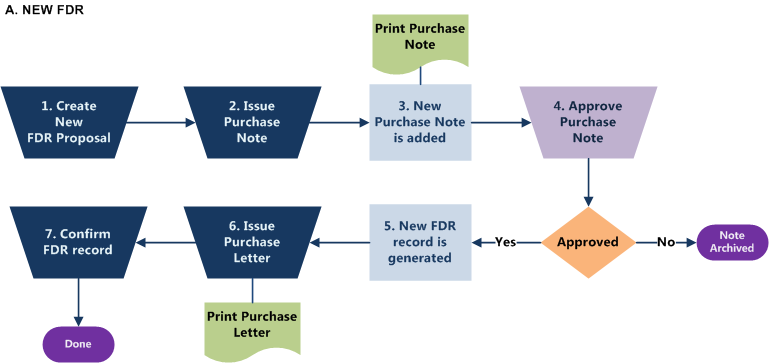 A. NEW FDR
Print Purchase
Note
1. Create
New
FDR Proposal
2. Issue
Purchase
Note
3. New
Purchase Note
is added
4. Approve
Purchase
Note
7. Confirm
FDR record
6. Issue
Purchase
Letter
5. New FDR
record is
generated
Yes
Approved
No
Note
Archived
Print Purchase
Letter
Done